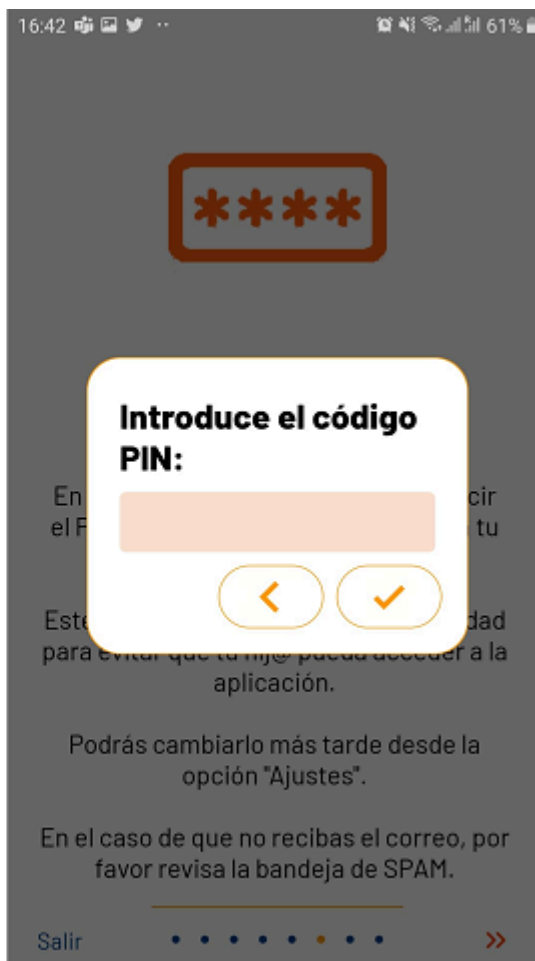 16:42
61%
****
Introduce el código
PIN:
En cir
el tu
dad
para evitar que tu hij@ pueda acceder a la
aplicación.
Podrás cambiarlo más tarde desde la
opción "Ajustes".
En el caso de que no recibas el correo, por
favor revisa la bandeja de SPAM.
Salir